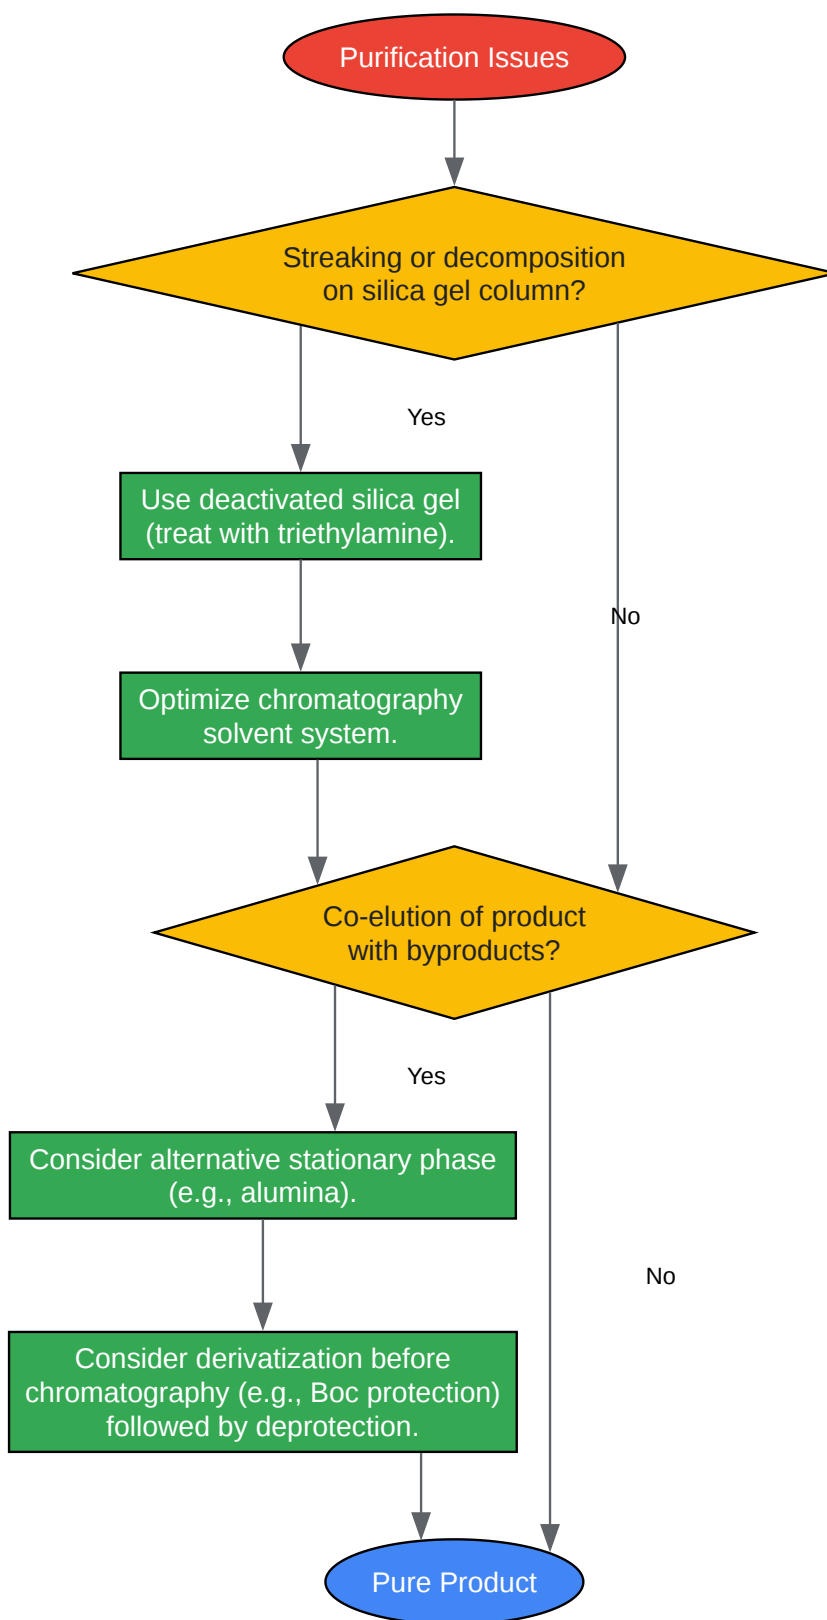 Purification Issues
Streaking or decomposition
on silica gel column?
Yes
Use deactivated silica gel
(treat with triethylamine).
No
Optimize chromatography
solvent system.
Co-elution of product
with byproducts?
Yes
Consider alternative stationary phase
(e.g., alumina).
No
Consider derivatization before
chromatography (e.g., Boc protection)
followed by deprotection.
Pure Product